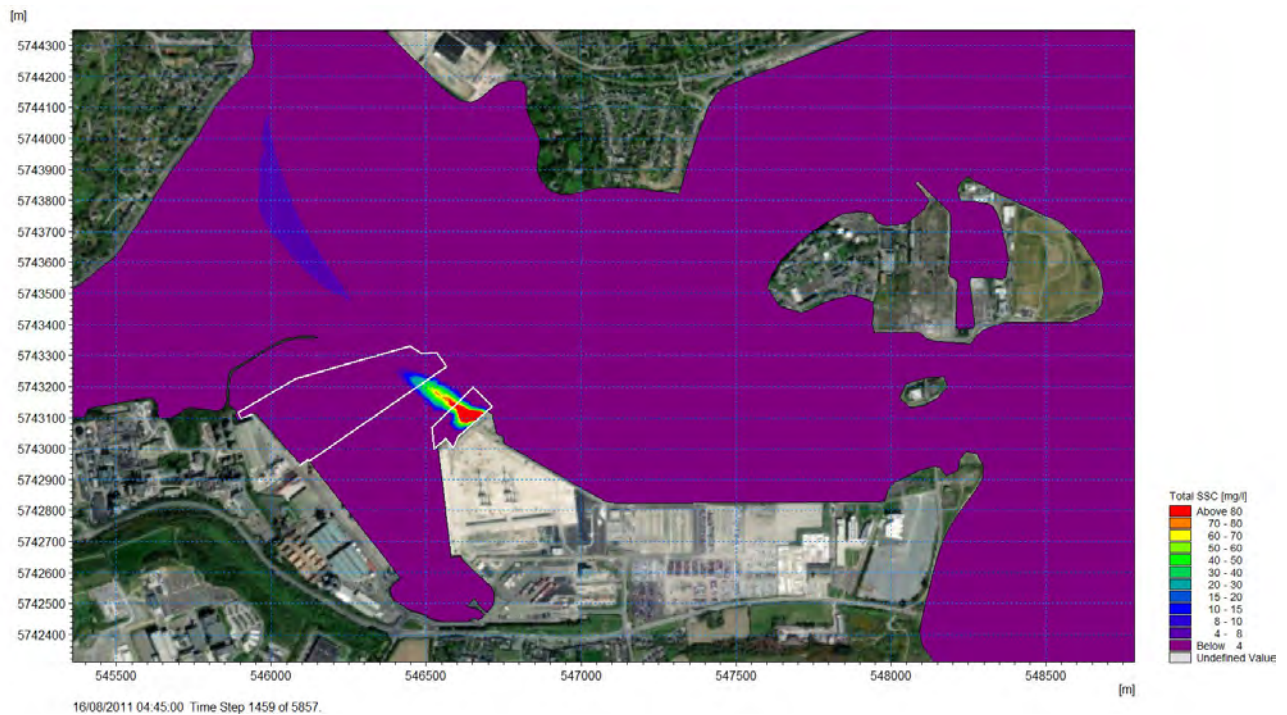 [m]
5744300
5744200
5744100
5744000
5743900
5743800
5743700
5743600
5743500
5743400
5743300
5743200
5743100
5743000
5742900
5742800
5742700
5742600
5742500
5742400
545500 546000 546500 547000 547500 548000 548500
[m]
Total SSC [mg/l]
Above 80
70 - 80
60 - 70
50 - 60
40 - 50
30 - 40
20 - 30
15 - 20
10 - 15
8 - 10
4 - 8
Below 4
Undefined Value
16/08/2011 04:45:00 Time Step 1459 of 5857.